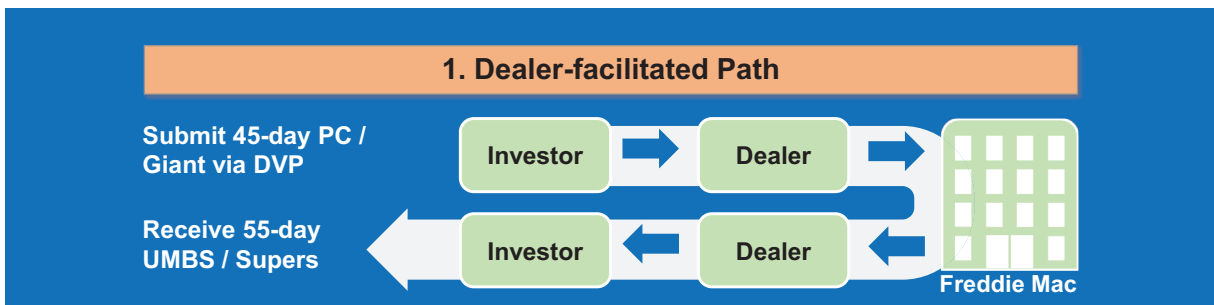 1. Dealer-facilitated Path
Submit 45-day PC /
Giant via DVP
Investor
Dealer
Receive 55-day
UMBS / Supers
Investor
Dealer
Freddie Mac